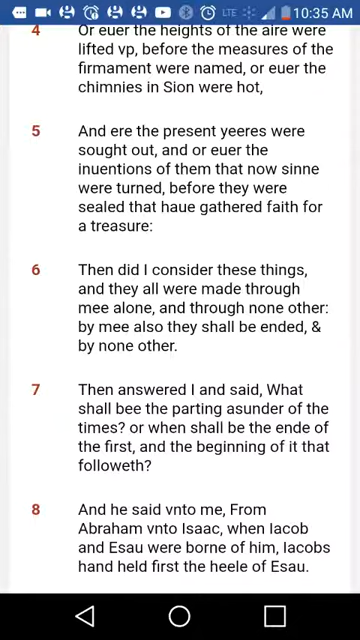 LTE 10:35 AM
4 Or euer the heights of the aire were
lifted vp, before the measures of the
firmament were named, or euer the
chimnies in Sion were hot,
5 And ere the present yeeres were
sought out, and or euer the
inuentions of them that now sinne
were turned, before they were
sealed that haue gathered faith for
a treasure:
6 Then did I consider these things,
and they all were made through
mee alone, and through none other:
by mee also they shall be ended, &
by none other.
7 Then answered I and said, What
shall bee the parting asunder of the
times? or when shall be the ende of
the first, and the beginning of it that
followeth?
8 And he said vnto me, From
Abraham vnto Isaac, when Iacob
and Esau were borne of him, Iacobs
hand held first the heele of Esau.